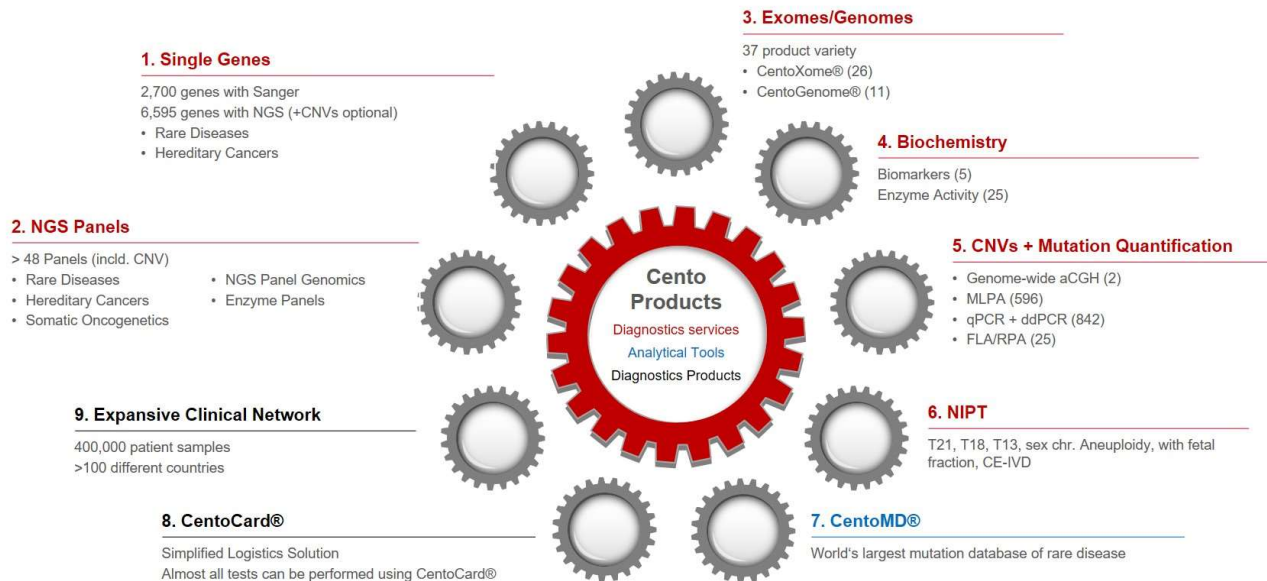 1. Single Genes
2,700 genes with Sanger
6,595 genes with NGS (+CNVs optional)
• Rare Diseases
• Hereditary Cancers
2. NGS Panels
> 48 Panels (incl. CNV)
• Rare Diseases
• Hereditary Cancers
• Somatic Oncogenetics
• NGS Panel Genomics
• Enzyme Panels
3. Exomes/Genomes
37 product variety
• CentoXome® (26)
• CentoGenome® (11)
4. Biochemistry
Biomarkers (5)
Enzyme Activity (25)
5. CNVs + Mutation Quantification
• Genome-wide aCGH (2)
• MLPA (596)
• qPCR + ddPCR (842)
• FLA/RPA (25)
6. NIPT
T21, T18, T13, sex chr. Aneuploidy, with fetal
fraction, CE-IVD
7. CentoMD®
World‘s largest mutation database of rare disease
8. CentoCard®
Simplified Logistics Solution
Almost all tests can be performed using CentoCard®
9. Expansive Clinical Network
400,000 patient samples
>100 different countries
Cento
Products
Diagnostics services
Analytical Tools
Diagnostics Products